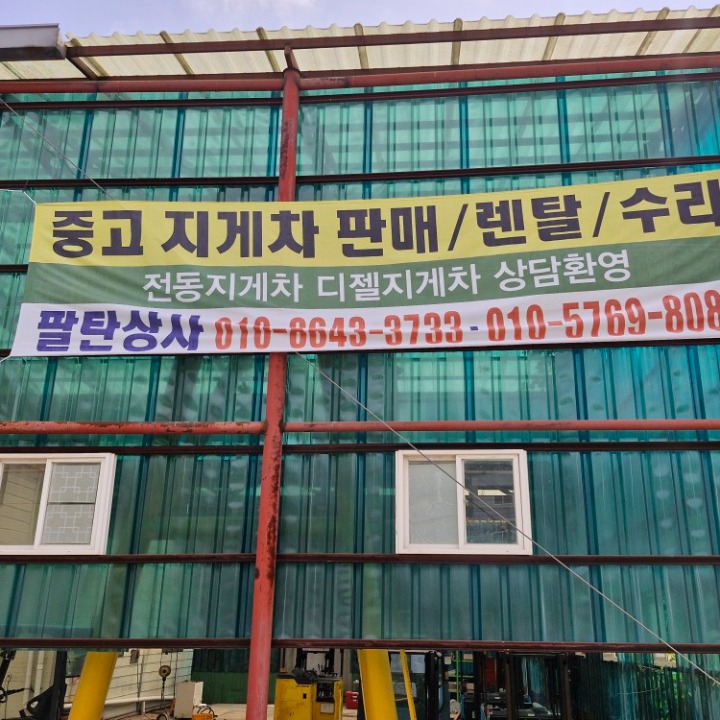 중고 지게차 판매/렌탈/수리
전동지게차 디젤지게차 상담환영
팔탄상사 010-8643-3733 - 010-5769-808